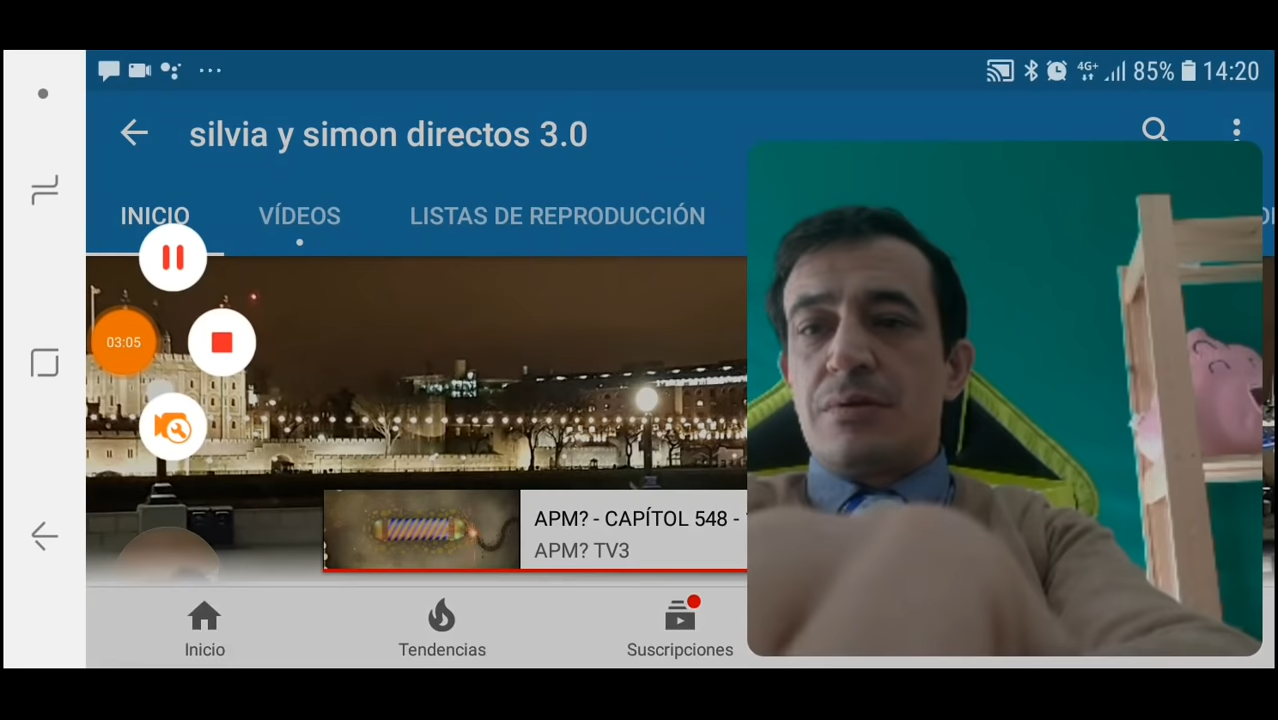 4G+ 85% 14:20
silvia y simon directos 3.0
INICIO VÍDEOS LISTAS DE REPRODUCCIÓN
03:05
APM? - CAPÍTOL 548 -
APM? TV3
Inicio Tendencias Suscripciones